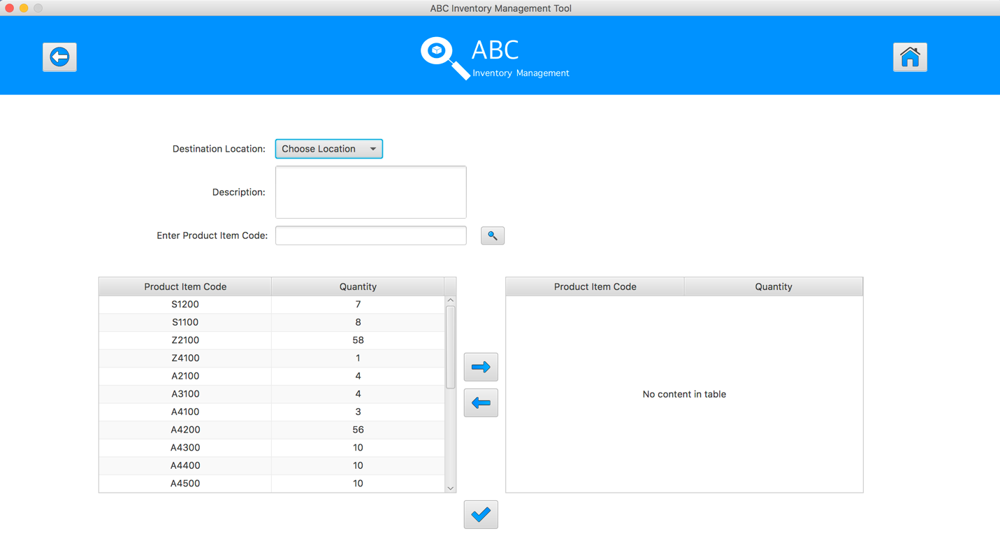 ABC Inventory Management Tool
ABC
Inventory Management
Destination Location: Choose Location
Description:
Enter Product Item Code:
Product Item Code Quantity
S1200 7
S1100 8
Z2100 58
Z4100 1
A2100 4
A3100 4
A4100 3
A4200 56
A4300 10
A4400 10
A4500 10
Product Item Code Quantity
No content in table